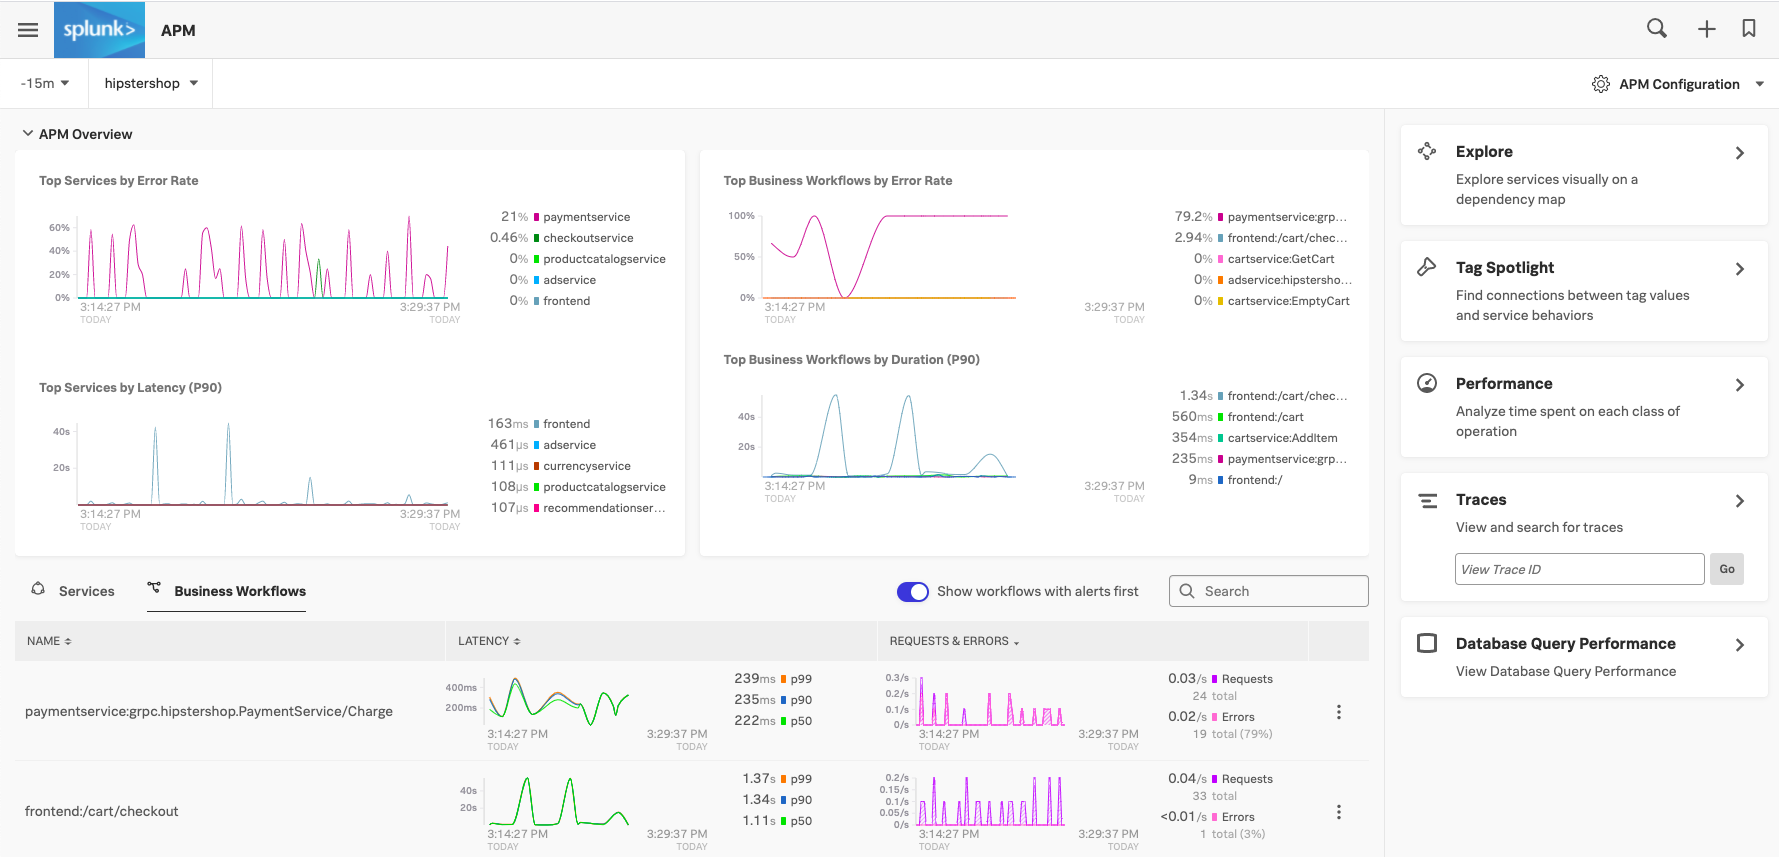 splunk> APM
-15m hipstershop APM Configuration
APM Overview
Top Services by Error Rate
60%
40%
20%
0%
3:14:27 PM 3:29:37 PM
TODAY TODAY
21% paymentservice
0.46% checkoutservice
0% productcatalogservice
0% adservice
0% frontend
Top Services by Latency (P90)
40s
20s
3:14:27 PM 3:29:37 PM
TODAY TODAY
163ms frontend
461µs adservice
111µs currencyservice
108µs productcatalogservice
107µs recommendationser...
Top Business Workflows by Error Rate
100%
50%
0%
3:14:27 PM 3:29:37 PM
TODAY TODAY
79.2% paymentservice:grp...
2.94% frontend:/cart/chec...
0% cartservice:GetCart
0% adservice:hipstersho...
0% cartservice:EmptyCart
Top Business Workflows by Duration (P90)
40s
20s
3:14:27 PM 3:29:37 PM
TODAY TODAY
1.34s frontend:/cart/chec...
560ms frontend:/cart
354ms cartservice:AddItem
235ms paymentservice:grp...
9ms frontend:/
Services Business Workflows Show workflows with alerts first Search
NAME LATENCY REQUESTS & ERRORS
paymentservice:grpc.hipstershop.PaymentService/Charge
400ms
200ms
3:14:27 PM 3:29:37 PM
TODAY TODAY
239ms p99
235ms p90
222ms p50
0.3/s
0.2/s
0.1/s
0/s
3:14:27 PM 3:29:37 PM
TODAY TODAY
0.03/s Requests
24 total
0.02/s Errors
19 total (79%)
frontend:/cart/checkout
40s
20s
3:14:27 PM 3:29:37 PM
TODAY TODAY
1.37s p99
1.34s p90
1.11s p50
0.2/s
0.15/s
0.1/s
0.05/s
0/s
3:14:27 PM 3:29:37 PM
TODAY TODAY
0.04/s Requests
33 total
<0.01/s Errors
1 total (3%)
Explore
Explore services visually on a
dependency map
Tag Spotlight
Find connections between tag values
and service behaviors
Performance
Analyze time spent on each class of
operation
Traces
View and search for traces
View Trace ID Go
Database Query Performance
View Database Query Performance